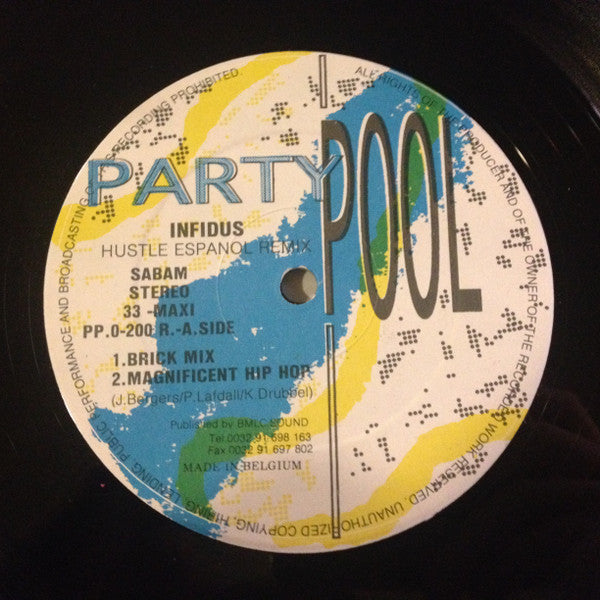 PARTY
POOL
INFIDUS
HUSTLE ESPANOL REMIX
SABAM
STEREO
33 -MAXI
PP.0-200 R.-A.SIDE
1.BRICK MIX
2.MAGNIFICENT HIP HOP
(J.Bergers/P.Lafdall/K Drubbel)
Published by BMLC SOUND
Tel 0032 91 698 163
Fax 0032 91 697 802
MADE IN BELGIUM
ALL RIGHTS OF THE PRODUCER AND OF THE OWNER OF THE RECORDED WORK RESERVED. UNAUTHORIZED COPYING, HIRING, LENDING, PUBLIC PERFORMANCE AND BROADCASTING OF THIS RECORDING PROHIBITED.